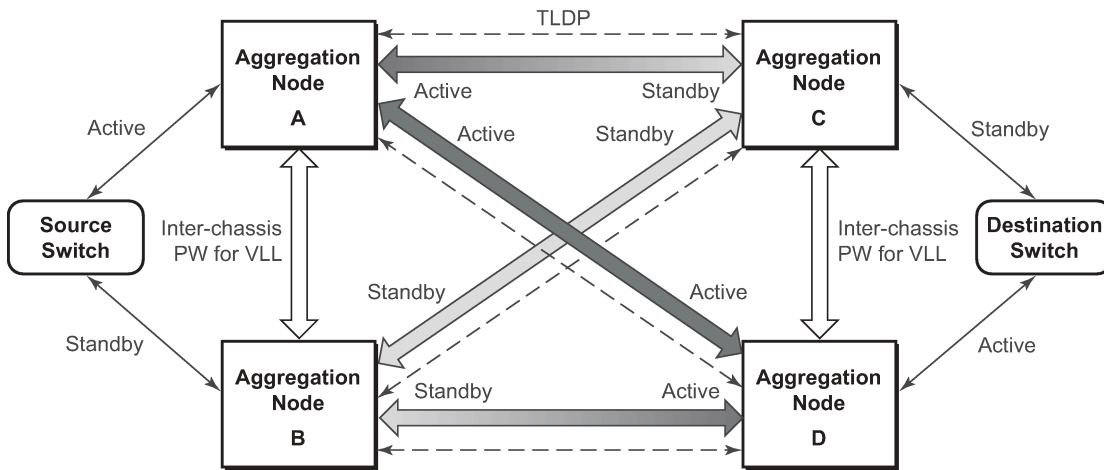 TLDP
Aggregation
Node
A
Aggregation
Node
C
Active
Standby
Active
Active
Standby
Standby
Source
Switch
Inter-chassis
PW for VLL
Inter-chassis
PW for VLL
Destination
Switch
Standby
Active
Standby
Active
Aggregation
Node
B
Standby
Active
Aggregation
Node
D